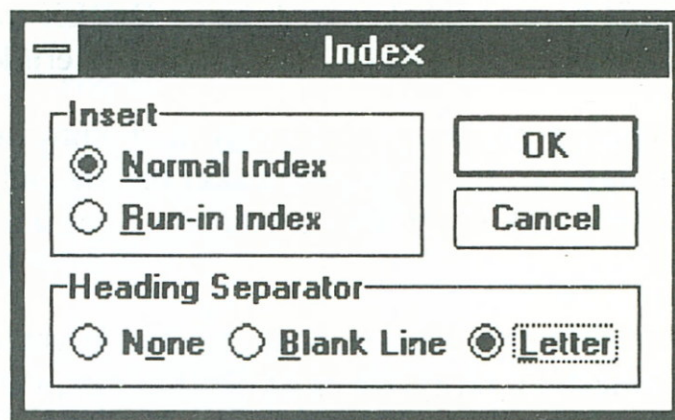 Index
Insert
Normal Index
Run-in Index
OK
Cancel
Heading Separator
None Blank Line Letter